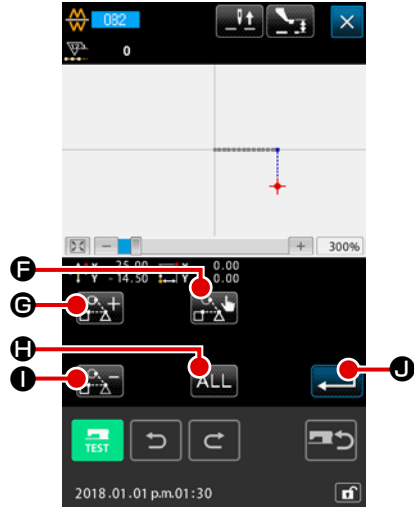 082
0
300%
X 25.00 X 0.00
Y -14.50 Y 0.00
F
G
H
ALL
J
I
TEST
2018.01.01 p.m.01:30